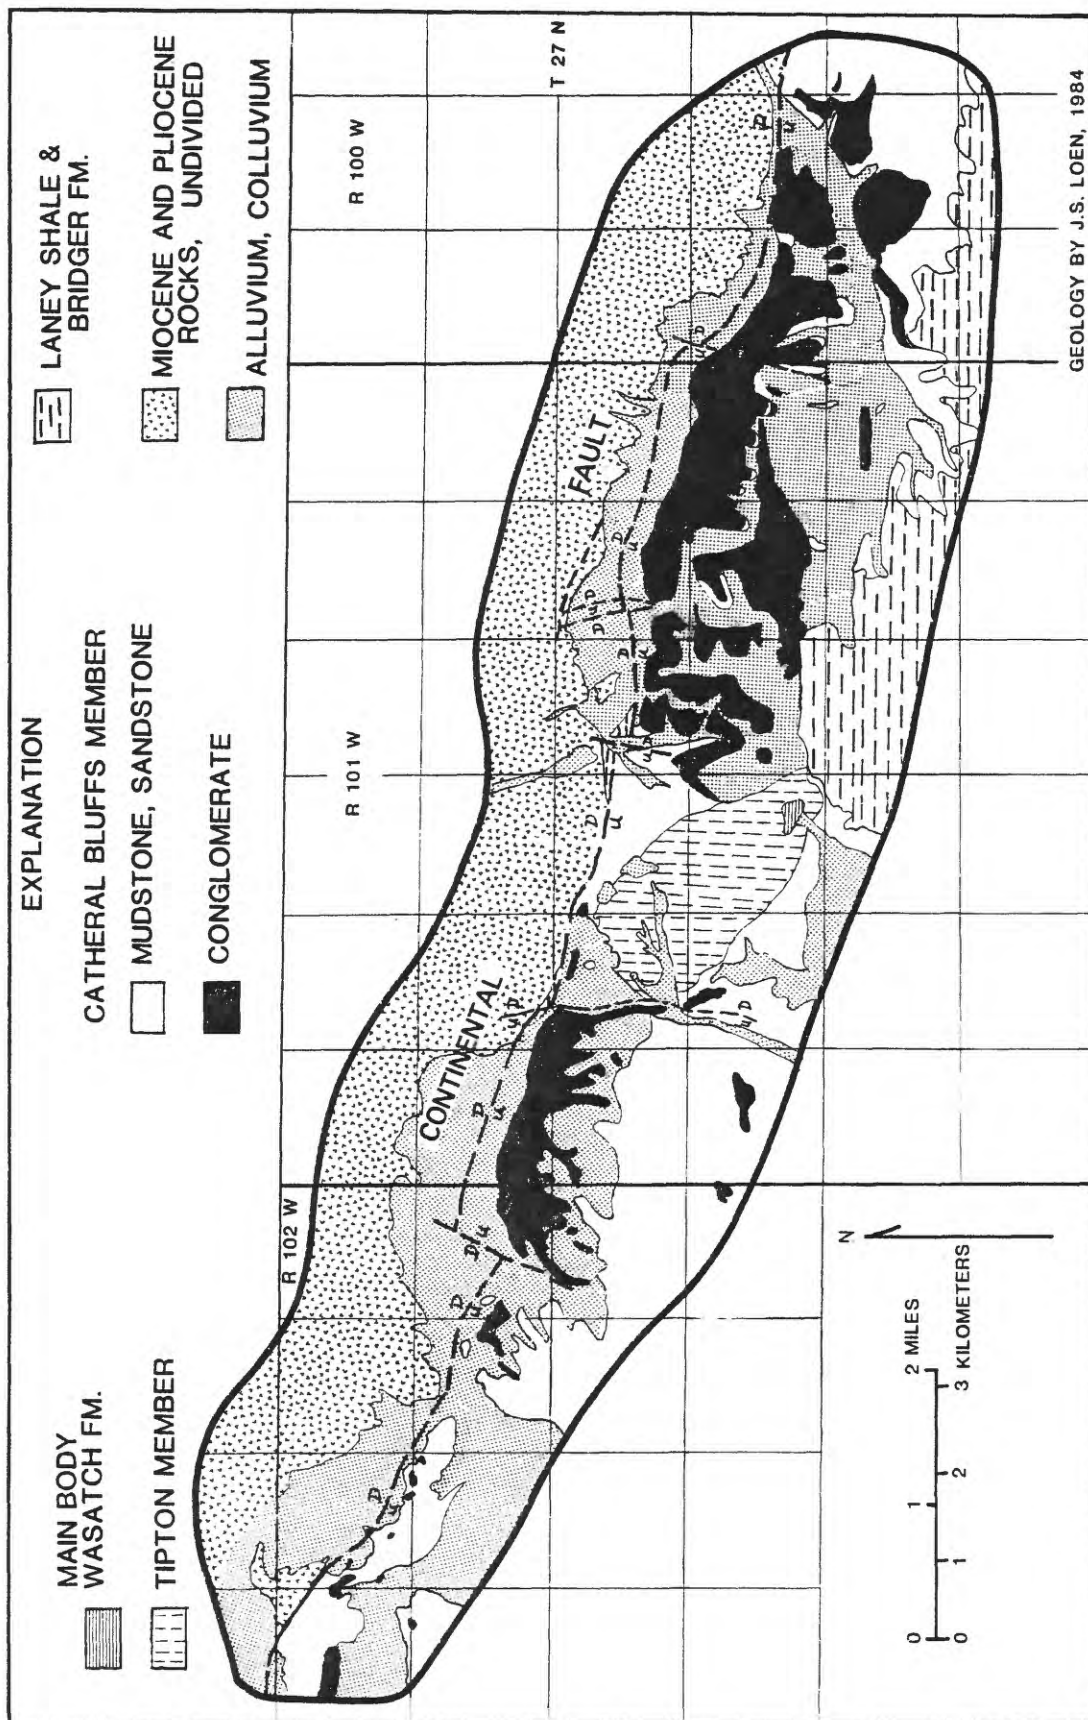 EXPLANATION
MAIN BODY
WASATCH FM.
TIPTON MEMBER
CATHERAL BLUFFS MEMBER
MUDSTONE, SANDSTONE
CONGLOMERATE
LANEY SHALE &
BRIDGER FM.
MIOCENE AND PLIOCENE
ROCKS, UNDIVIDED
ALLUVIUM, COLLUVIUM
R 102 W
R 101 W
R 100 W
T 27 N
CONTINENTAL
FAULT
D
U
D
U
D
U
D
U
U
D
U
D
D
U
D
U
D
U
D
U
D
U
N
0 1 2 MILES
0 1 2 3 KILOMETERS
GEOLOGY BY J.S. LOEN, 1984